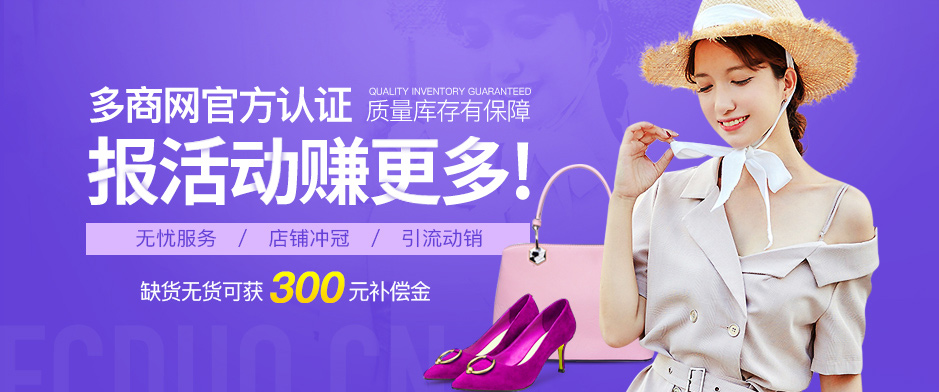 多商网官方认证
QUALITY INVENTORY GUARANTEED
质量库存有保障
报活动赚更多!
无忧服务 / 店铺冲冠 / 引流动销
缺货无货可获 300 元补偿金
ECDUO.CN